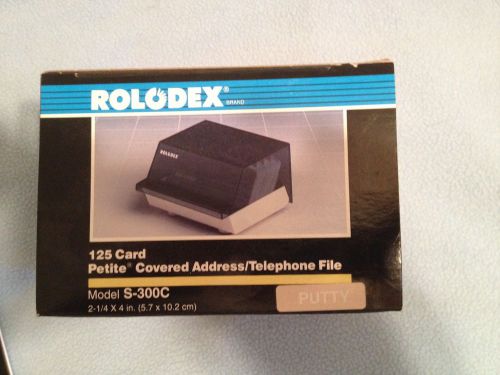 ROLODEX® BRAND
ROLODEX
125 Card
Petite® Covered Address/Telephone File
Model S-300C
PUTTY
2-1/4 X 4 in. (5.7 x 10.2 cm)